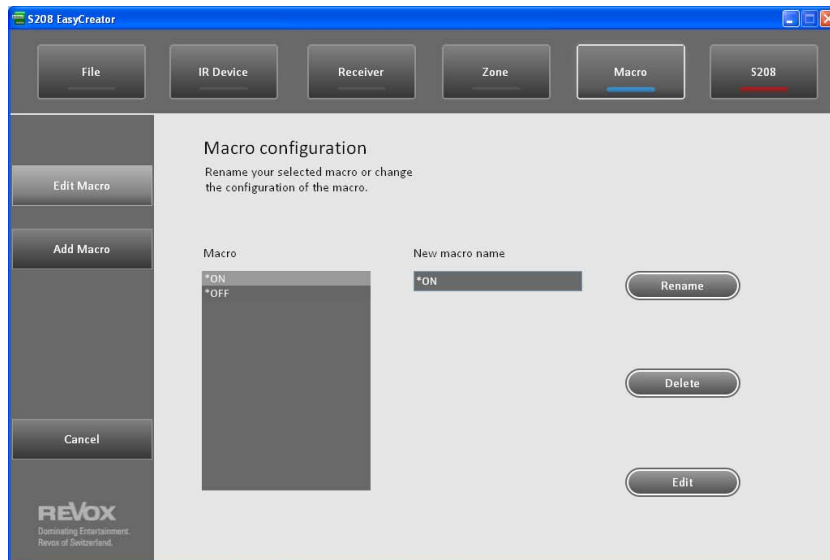 S208 EasyCreator
File
IR Device
Receiver
Zone
Macro
S208
Edit Macro
Add Macro
Cancel
Macro configuration
Rename your selected macro or change
the configuration of the macro.
Macro
*ON
*OFF
New macro name
*ON
Rename
Delete
Edit
REVOX
Dominating Entertainment.
Revox of Switzerland.